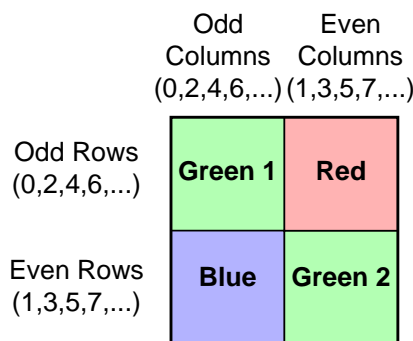 Odd
Columns
(0,2,4,6,...)
Even
Columns
(1,3,5,7,...)
Odd Rows
(0,2,4,6,...)
Green 1
Red
Even Rows
(1,3,5,7,...)
Blue
Green 2